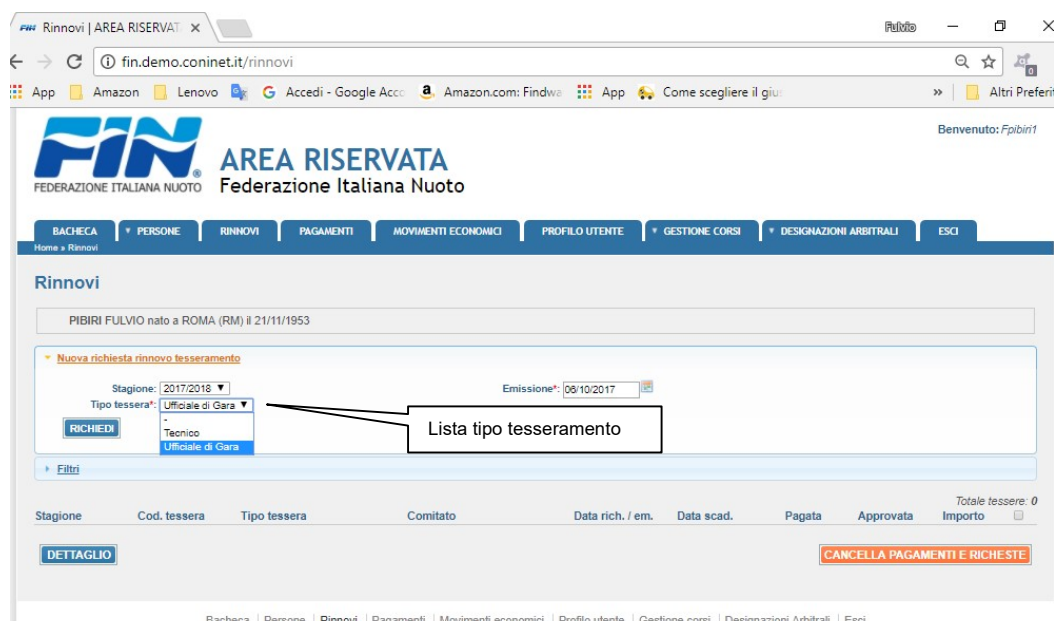 FIN Rinnovi | AREA RISERVAT
Fulvio
fin.demo.coninet.it/rinnovi
App Amazon Lenovo G Accedi - Google Acco a Amazon.com: Findwa App Come scegliere il gius » Altri Preferit
0
FIN®
FEDERAZIONE ITALIANA NUOTO
AREA RISERVATA
Federazione Italiana Nuoto
Benvenuto: Fpibiri1
BACHECA PERSONE RINNOVI PAGAMENTI MOVIMENTI ECONOMICI PROFILO UTENTE GESTIONE CORSI DESIGNAZIONI ARBITRALI ESCI
Home » Rinnovi
Rinnovi
PIBIRI FULVIO nato a ROMA (RM) il 21/11/1953
Nuova richiesta rinnovo tesseramento
Stagione: 2017/2018 Emissione*: 06/10/2017
Tipo tessera*: Ufficiale di Gara
-
Tecnico
Ufficiale di Gara
RICHIEDI
Lista tipo tesseramento
Filtri
Totale tessere: 0
Stagione Cod. tessera Tipo tessera Comitato Data rich. / em. Data scad. Pagata Approvata Importo
DETTAGLIO CANCELLA PAGAMENTI E RICHESTE
Bacheca | Persone | Rinnovi | Pagamenti | Movimenti economici | Profilo utente | Gestione corsi | Designazioni Arbitrali | Esci